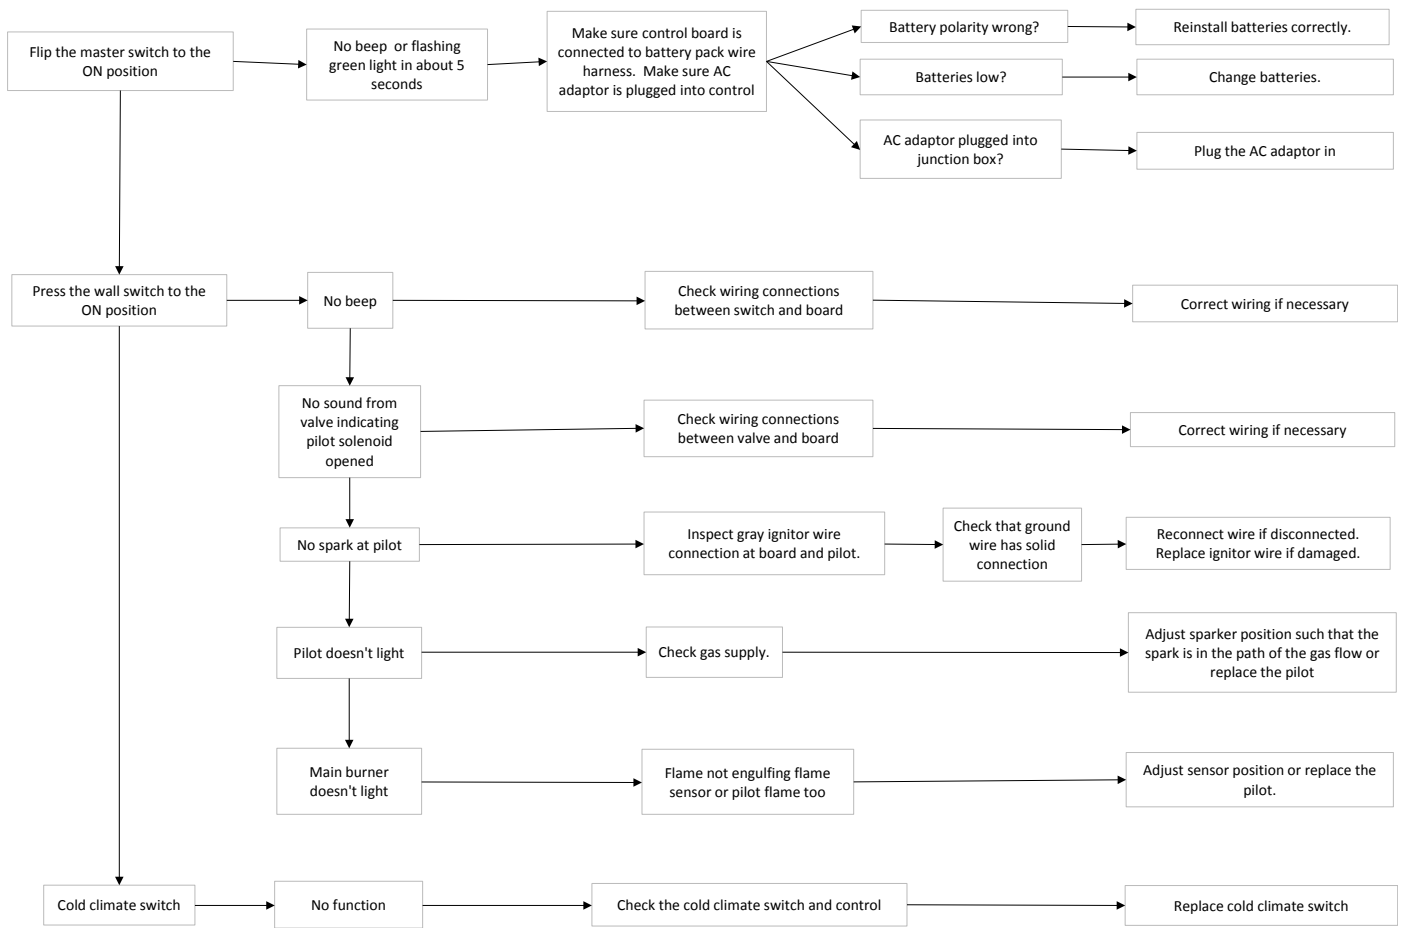 Flip the master switch to the
ON position
No beep or flashing
green light in about 5
seconds
Make sure control board is
connected to battery pack wire
harness. Make sure AC
adaptor is plugged into control
Battery polarity wrong?
Reinstall batteries correctly.
Batteries low?
Change batteries.
AC adaptor plugged into
junction box?
Plug the AC adaptor in
Press the wall switch to the
ON position
No beep
Check wiring connections
between switch and board
Correct wiring if necessary
No sound from
valve indicating
pilot solenoid
opened
Check wiring connections
between valve and board
Correct wiring if necessary
No spark at pilot
Inspect gray ignitor wire
connection at board and pilot.
Check that ground
wire has solid
connection
Reconnect wire if disconnected.
Replace ignitor wire if damaged.
Pilot doesn't light
Check gas supply.
Adjust sparker position such that the
spark is in the path of the gas flow or
replace the pilot
Main burner
doesn't light
Flame not engulfing flame
sensor or pilot flame too
Adjust sensor position or replace the
pilot.
Cold climate switch
No function
Check the cold climate switch and control
Replace cold climate switch